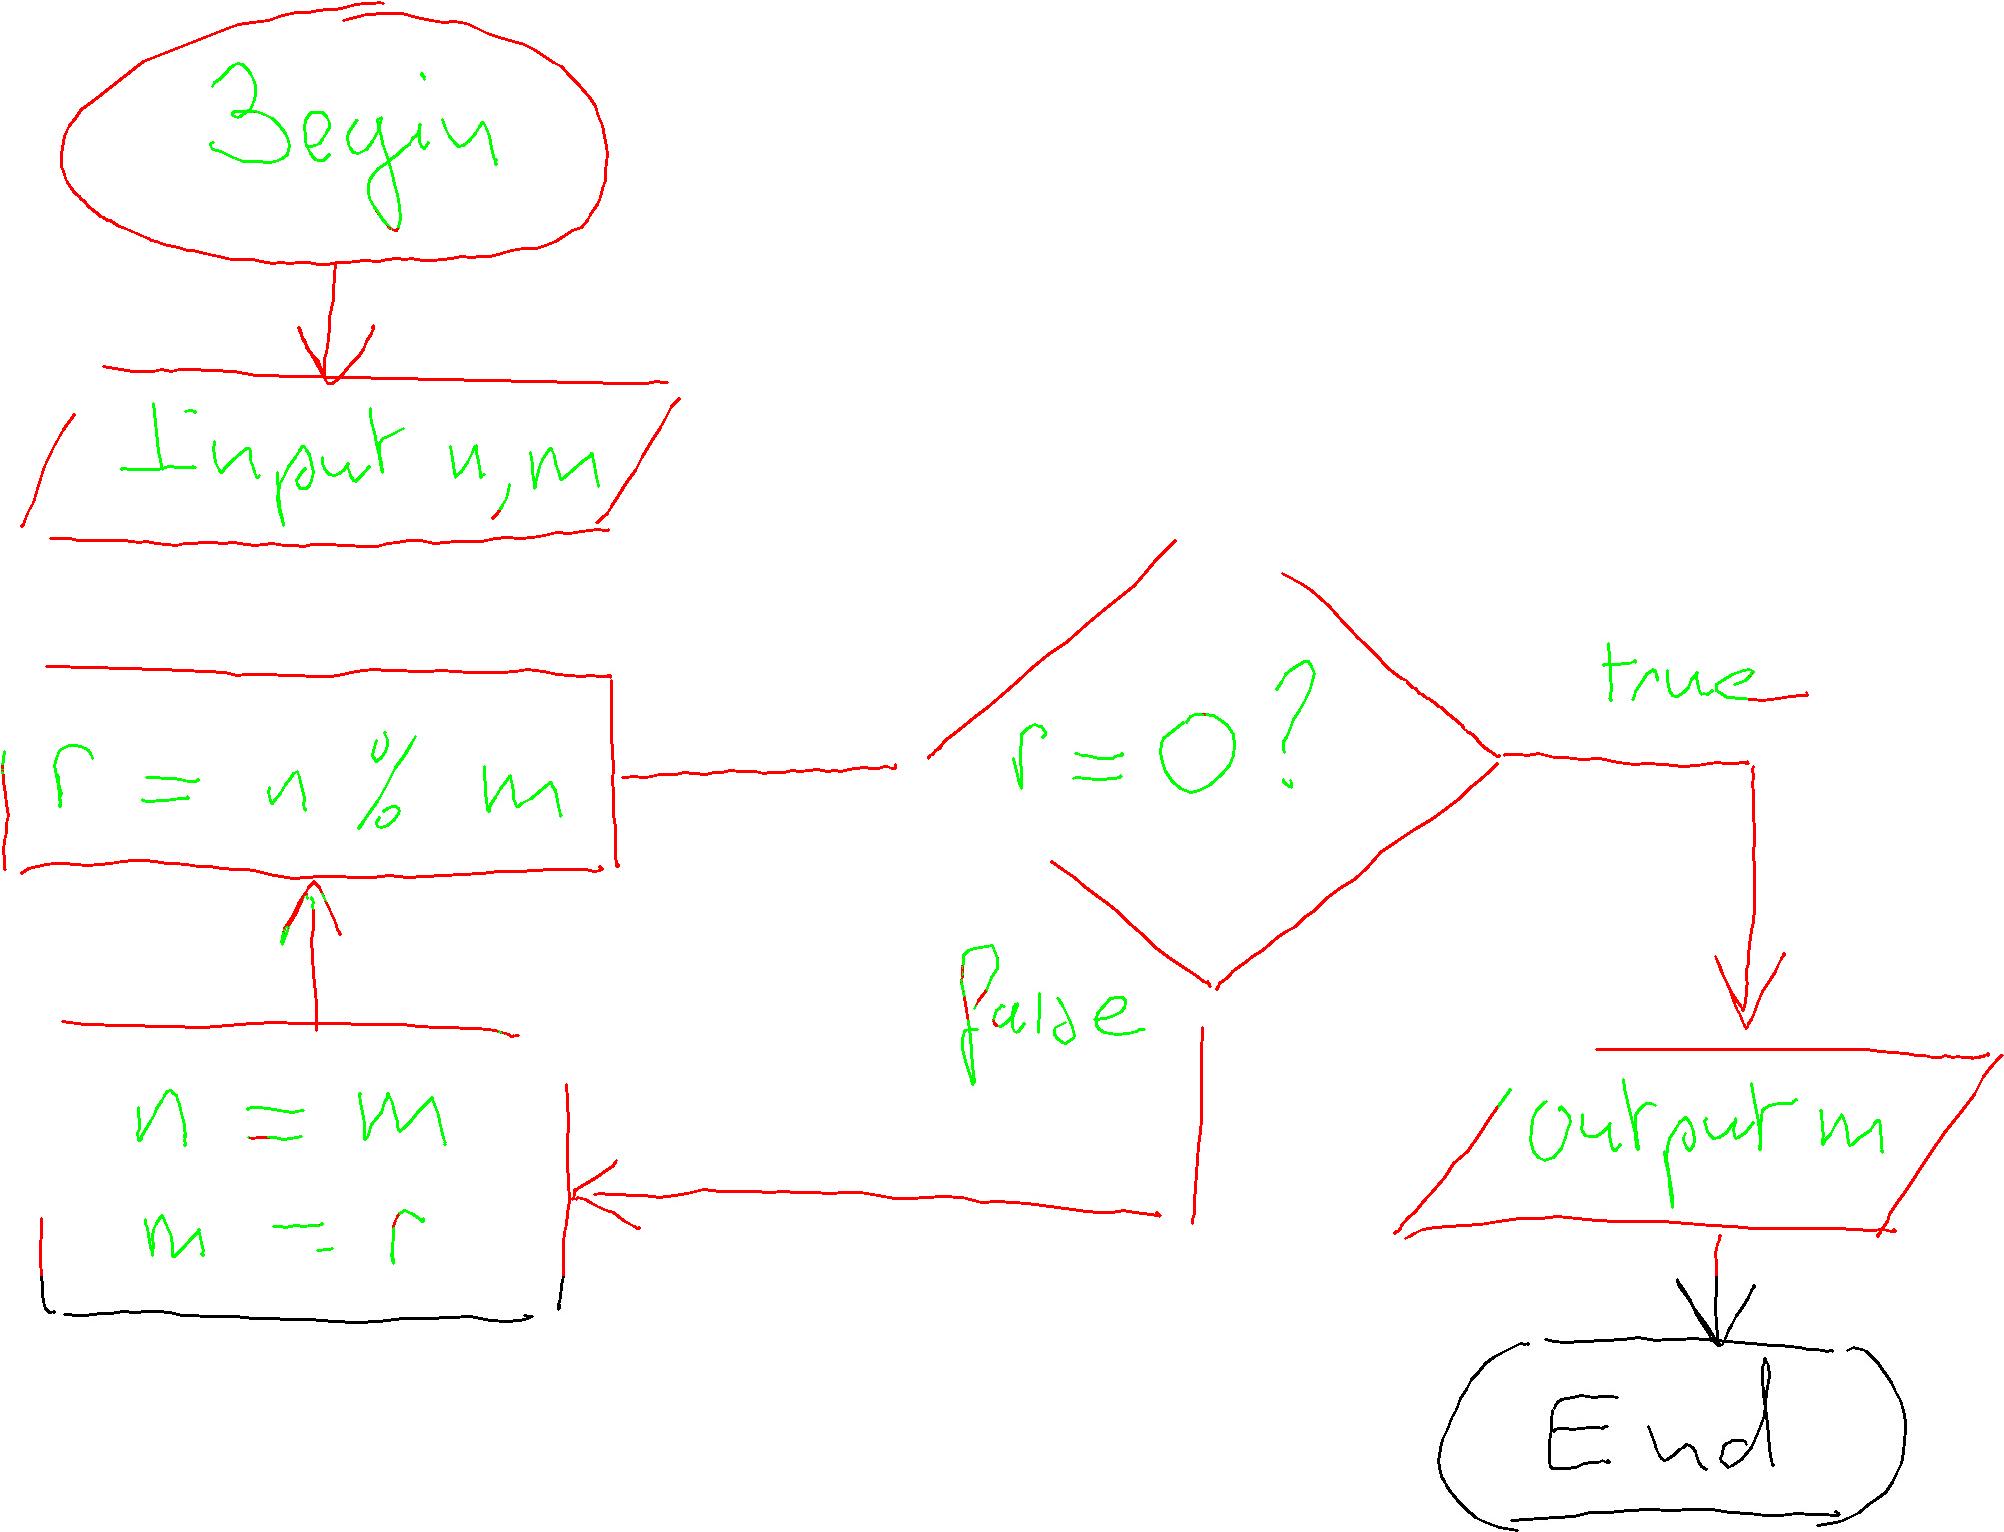 Begin
Input n, m
r = n % m
r = 0 ?
true
false
n = m
m = r
output m
End